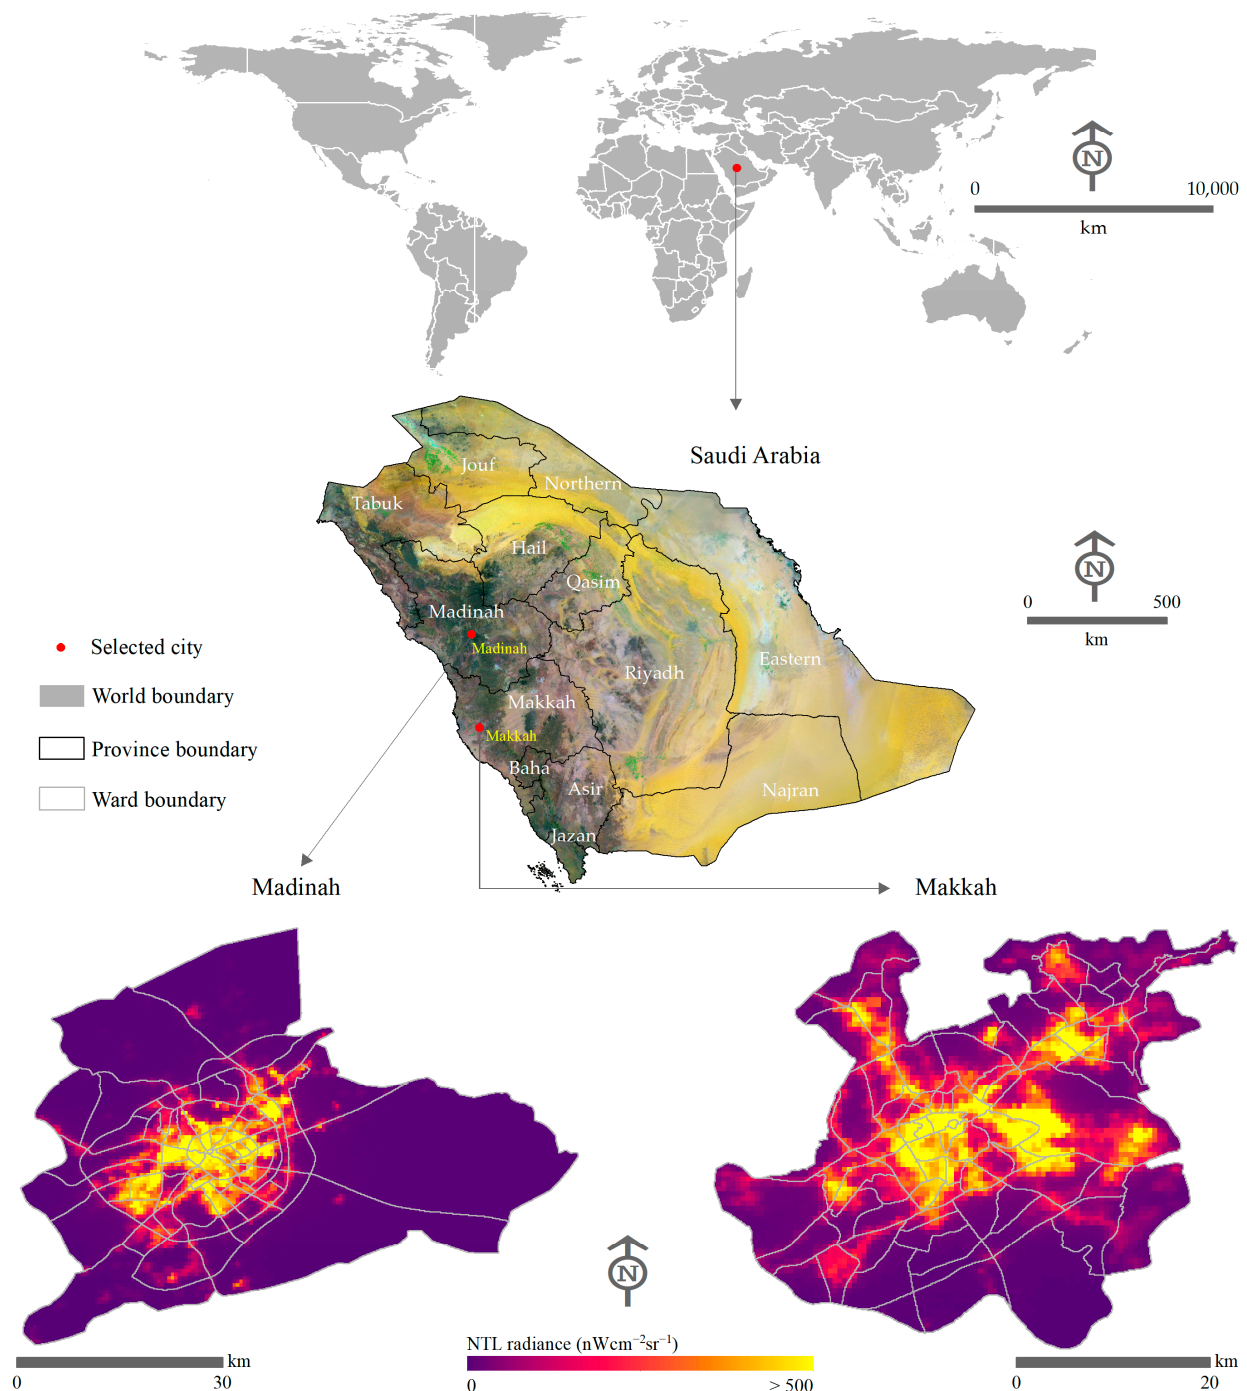 N
0 10,000
km
Saudi Arabia
Jouf
Northern
Tabuk
Hail
Qasim
Madinah
Madinah
Riyadh
Eastern
Makkah
Makkah
Baha
Asir
Najran
Jazan
N
0 500
km
Selected city
World boundary
Province boundary
Ward boundary
Madinah
Makkah
N
NTL radiance (nWcm⁻²sr⁻¹)
0 > 500
km
0 30
km
0 20